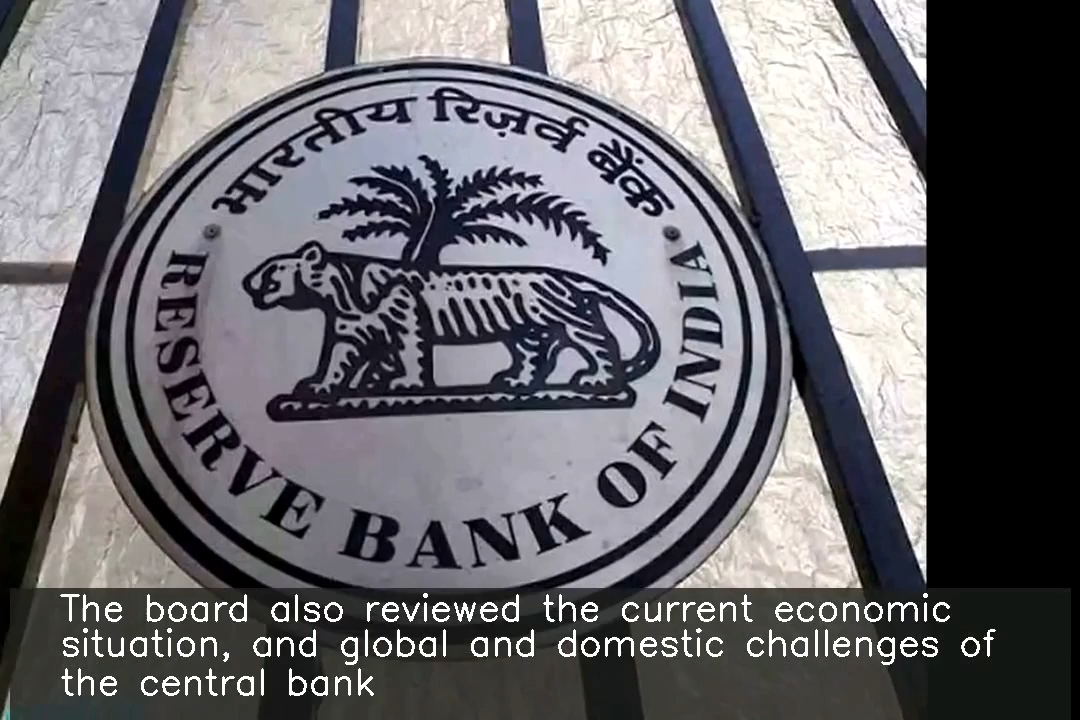 भारतीय रिज़र्व बैंक
RESERVE BANK OF INDIA
The board also reviewed the current economic
situation, and global and domestic challenges of
the central bank